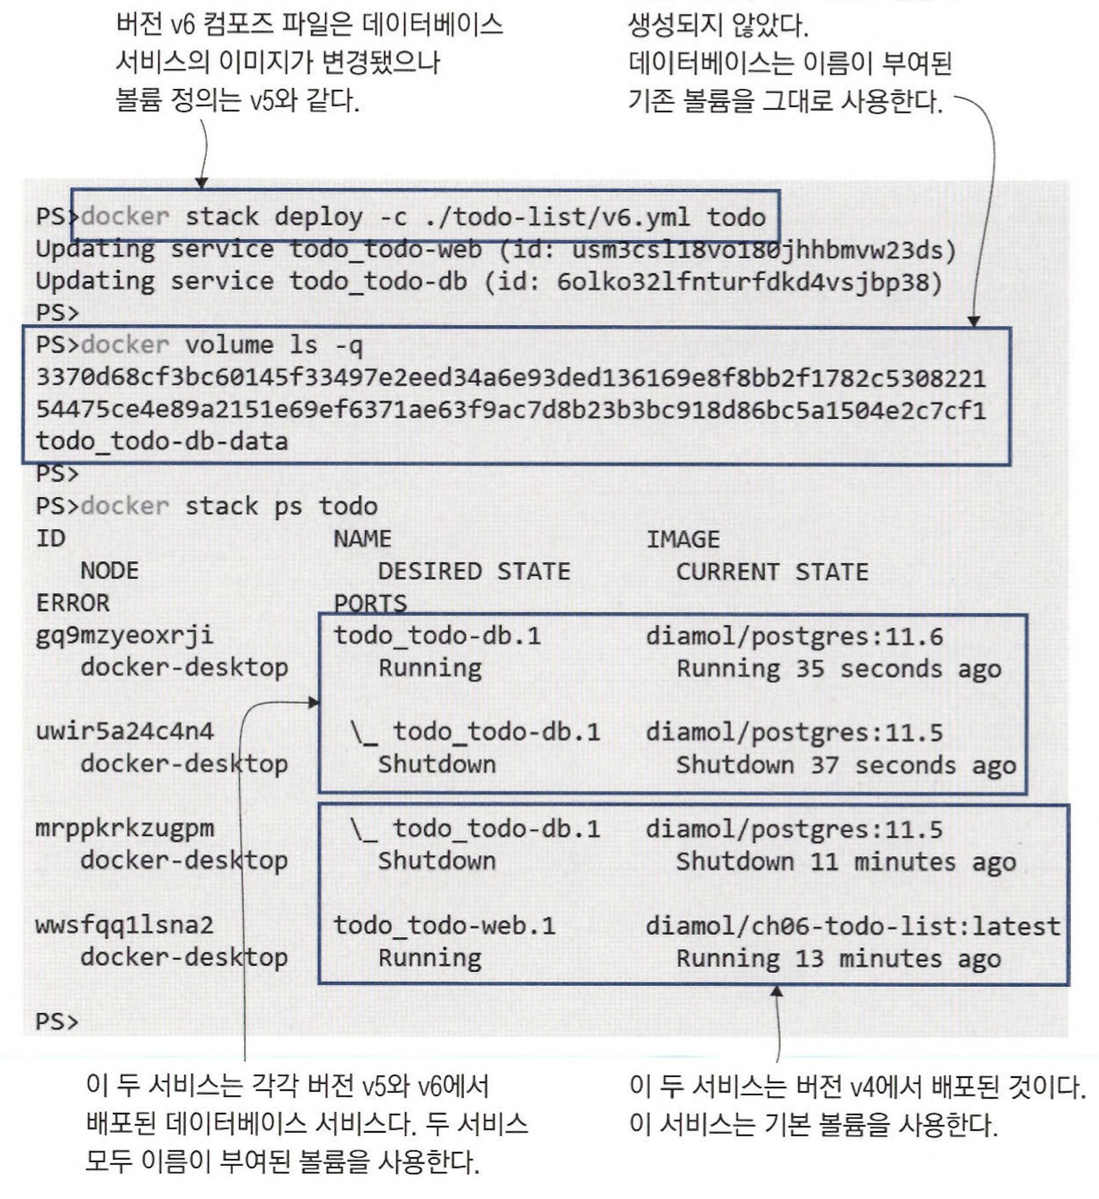 버전 v6 컴포즈 파일은 데이터베이스
서비스의 이미지가 변경됐으나
볼륨 정의는 v5와 같다.
생성되지 않았다.
데이터베이스는 이름이 부여된
기존 볼륨을 그대로 사용한다.
PS>docker stack deploy -c ./todo-list/v6.yml todo
Updating service todo_todo-web (id: usm3csl18vo180jhhbmvw23ds)
Updating service todo_todo-db (id: 6olko32lfnturfdkd4vsjbp38)
PS>
PS>docker volume ls -q
3370d68cf3bc60145f33497e2eed34a6e93ded136169e8f8bb2f1782c5308221
54475ce4e89a2151e69ef6371ae63f9ac7d8b23b3bc918d86bc5a1504e2c7cf1
todo_todo-db-data
PS>
PS>docker stack ps todo
ID NAME IMAGE
NODE DESIRED STATE CURRENT STATE
ERROR PORTS
gq9mzyeoxrji todo_todo-db.1 diamol/postgres:11.6
docker-desktop Running Running 35 seconds ago
uwir5a24c4n4 \_ todo_todo-db.1 diamol/postgres:11.5
docker-desktop Shutdown Shutdown 37 seconds ago
mrppkrkzugpm \_ todo_todo-db.1 diamol/postgres:11.5
docker-desktop Shutdown Shutdown 11 minutes ago
wwsfqq1lsna2 todo_todo-web.1 diamol/ch06-todo-list:latest
docker-desktop Running Running 13 minutes ago
PS>
이 두 서비스는 각각 버전 v5와 v6에서
배포된 데이터베이스 서비스다. 두 서비스
모두 이름이 부여된 볼륨을 사용한다.
이 두 서비스는 버전 v4에서 배포된 것이다.
이 서비스는 기본 볼륨을 사용한다.